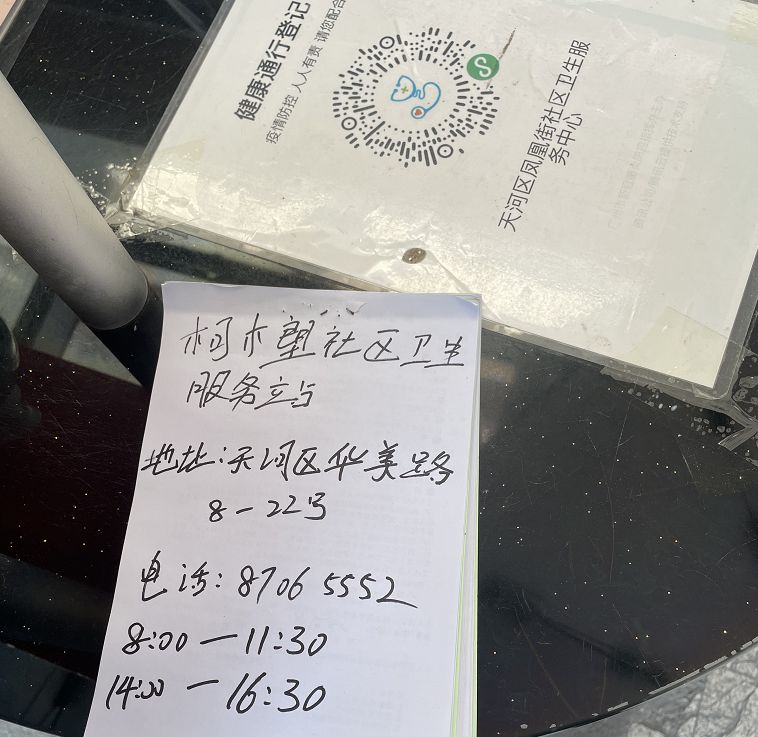 健康通行登记
疫情防控 人人有责 请您配合
天河区凤凰街社区卫生服
务中心
柯木塱社区卫生
服务立与
地址:天河区华美路
8-22号
电话:8706 5552
8:00-11:30
14:00-16:30